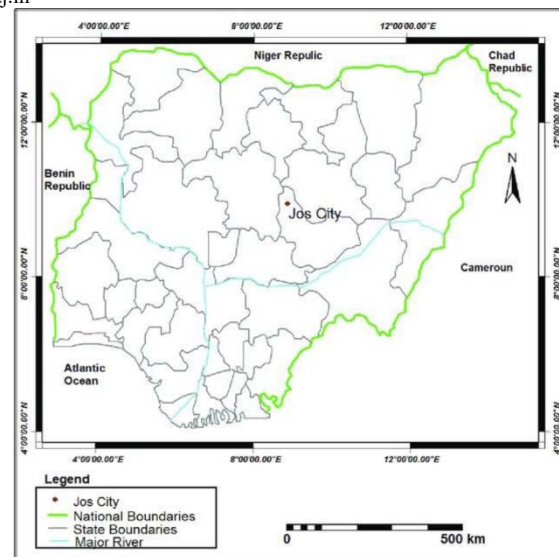 4°00'00.00"E 8°00'00.00"E 12°00'00.00"E
Niger Repulic
Chad
Republic
12°00'00.00"N 12°00'00.00"N
Benin
Republic
N
Jos City
Cameroun
8°00'00.00"N 8°00'00.00"N
Atlantic
Ocean
4°00'00.00"N 4°00'00.00"N
4°00'00.00"E 8°00'00.00"E 12°00'00.00"E
Legend
Jos City
National Boundaries
State Boundaries
Major River
0 500 km